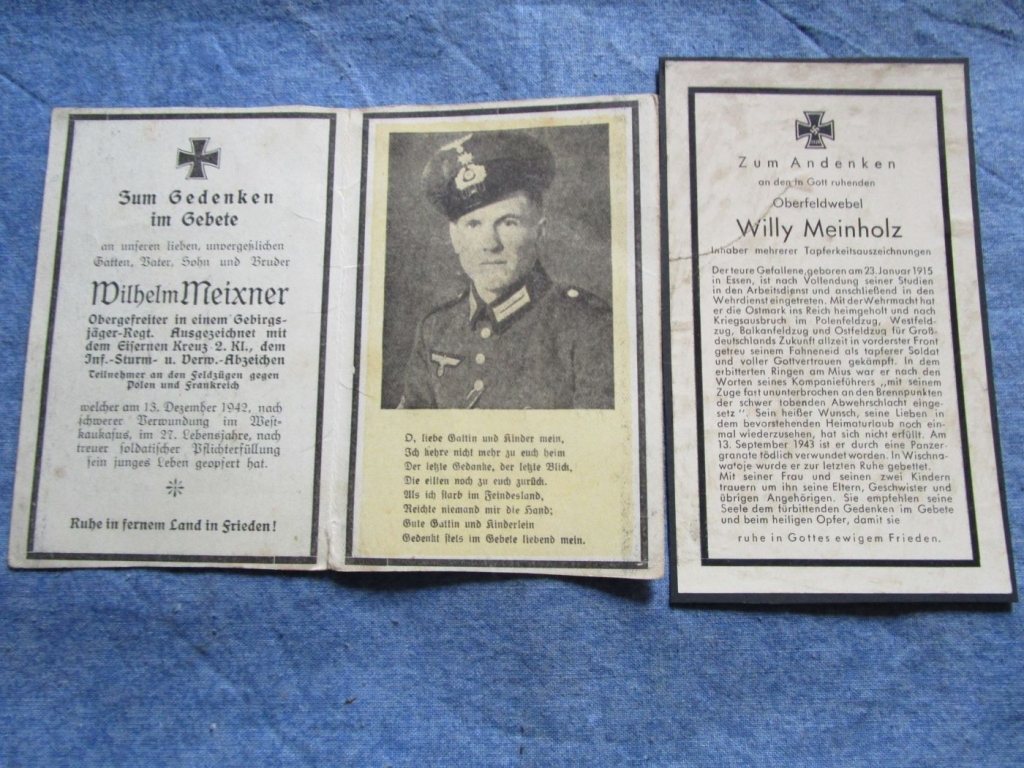 Zum Gedenken
im Gebete
an unseren lieben, unvergeßlichen
Gatten, Vater, Sohn und Bruder
Wilhelm Meixner
Obergefreiter in einem Gebirgs-
jäger-Regt. Ausgezeichnet mit
dem Eisernen Kreuz 2. Kl., dem
Inf.-Sturm- u. Verw.-Abzeichen
Teilnehmer an den Feldzügen gegen
Polen und Frankreich
welcher am 13. Dezember 1942, nach
schwerer Verwundung im West-
kaukasus, im 27. Lebensjahre, nach
treuer soldatischer Pflichterfüllung
sein junges Leben geopfert hat.
Ruhe in fernem Land in Frieden!
O, liebe Gattin und Kinder mein,
Ich kehre nicht mehr zu euch heim
Der letzte Gedanke, der letzte Blick,
Die eilten noch zu euch zurück.
Als ich starb im Feindesland,
Reichte niemand mir die Hand;
Gute Gattin und Kinderlein
Gedenkt stets im Gebete liebend mein.
Zum Andenken
an den in Gott ruhenden
Oberfeldwebel
Willy Meinholz
Inhaber mehrerer Tapferkeitsauszeichnungen
Der teure Gefallene, geboren am 23. Januar 1915
in Essen, ist nach Vollendung seiner Studien
in den Arbeitsdienst und anschließend in den
Wehrdienst eingetreten. Mit der Wehrmacht hat
er die Ostmark ins Reich heimgeholt und nach
Kriegsausbruch im Polenfeldzug, Westfeld-
zug, Balkanfeldzug und Ostfeldzug für Groß-
deutschlands Zukunft allzeit in vorderster Front
getreu seinem Fahneneid als tapferer Soldat
und voller Gottvertrauen gekämpft. In dem
erbitterten Ringen am Mius war er nach den
Worten seines Kompanieführers „mit seinem
Zuge fast ununterbrochen an den Brennpunkten
der schwer tobenden Abwehrschlacht einge-
setzt". Sein heißer Wunsch, seine Lieben in
dem bevorstehenden Heimaturlaub noch ein-
mal wiederzusehen, hat sich nicht erfüllt. Am
13. September 1943 ist er durch eine Panzer-
granate tödlich verwundet worden. In Wischna-
watoje wurde er zur letzten Ruhe gebettet.
Mit seiner Frau und seinen zwei Kindern
trauern um ihn seine Eltern, Geschwister und
übrigen Angehörigen. Sie empfehlen seine
Seele dem fürbittenden Gedenken im Gebete
und beim heiligen Opfer, damit sie
ruhe in Gottes ewigem Frieden.